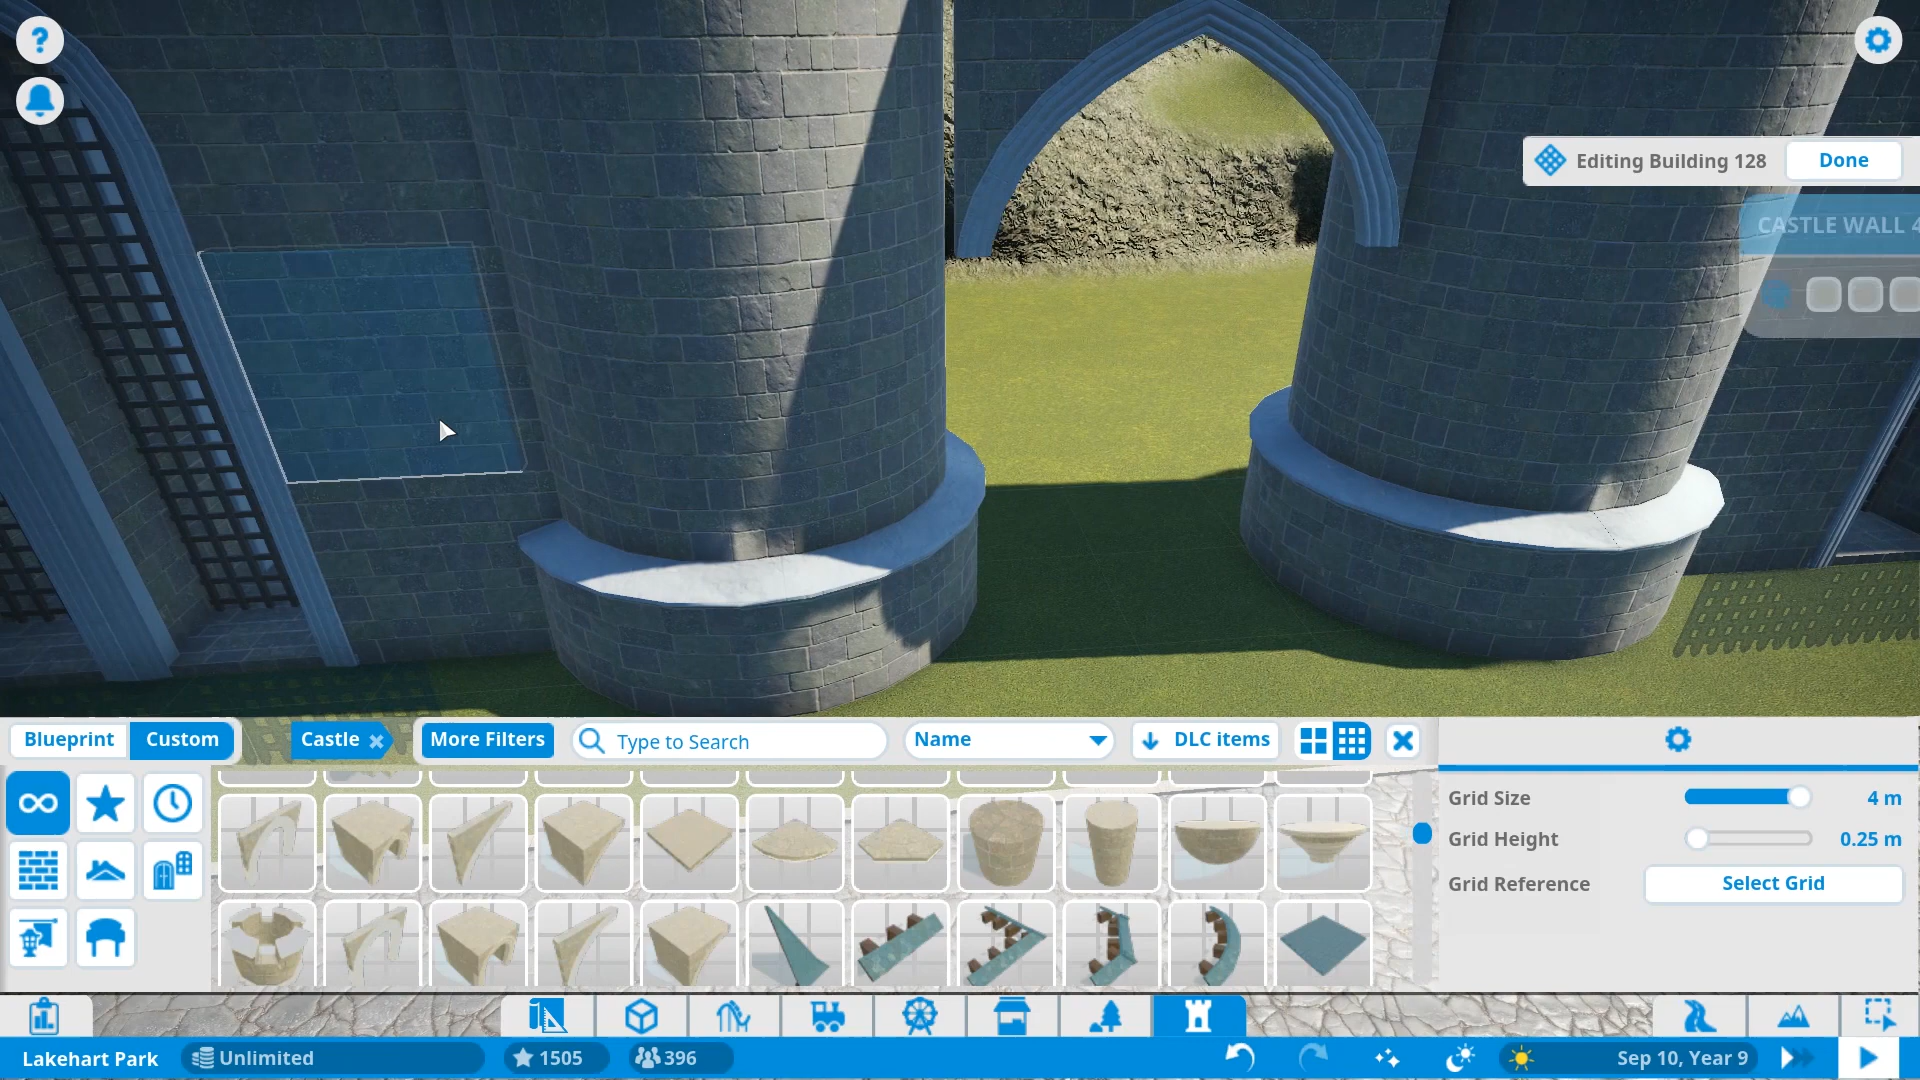 ?
Editing Building 128
Done
CASTLE WALL 4
Blueprint
Custom
Castle
More Filters
Type to Search
Name
DLC items
Grid Size
4 m
Grid Height
0.25 m
Grid Reference
Select Grid
Lakehart Park
Unlimited
1505
396
Sep 10, Year 9